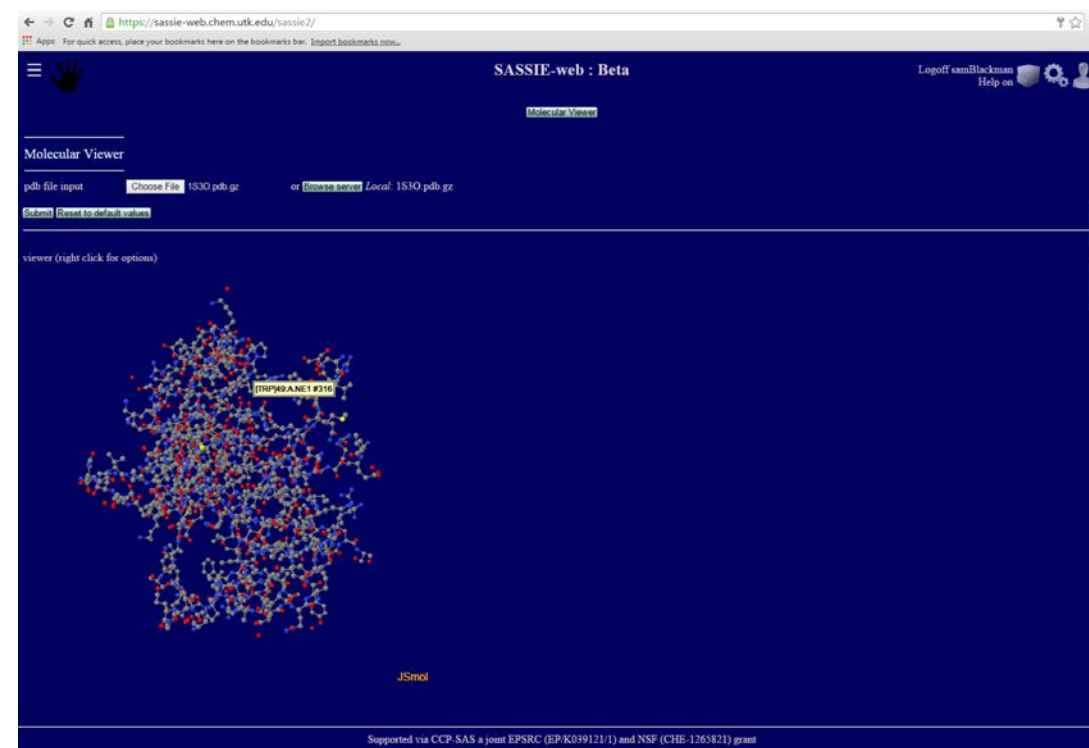 https://sassie-web.chem.utk.edu/sassie2/
Apps For quick access, place your bookmarks here on the bookmarks bar. Import bookmarks now...
SASSIE-web : Beta
Logoff samBlackman
Help on
Molecular Viewer
Molecular Viewer
pdb file input Choose File 1S3O.pdb.gz or Browse server Local: 1S3O.pdb.gz
Submit Reset to default values
viewer (right click for options)
[TRP]49:A.NE1 #316
JSmol
Supported via CCP-SAS a joint EPSRC (EP/K039121/1) and NSF (CHE-1265821) grant